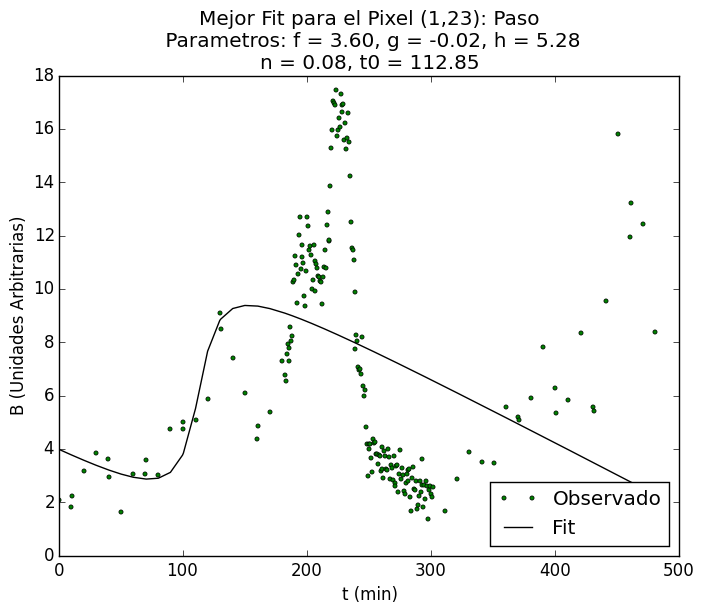 Mejor Fit para el Pixel (1,23): Paso
Parametros: f = 3.60, g = -0.02, h = 5.28
n = 0.08, t0 = 112.85
18
16
14
12
10
8
6
4
2
0
B (Unidades Arbitrarias)
Observado
Fit
0 100 200 300 400 500
t (min)